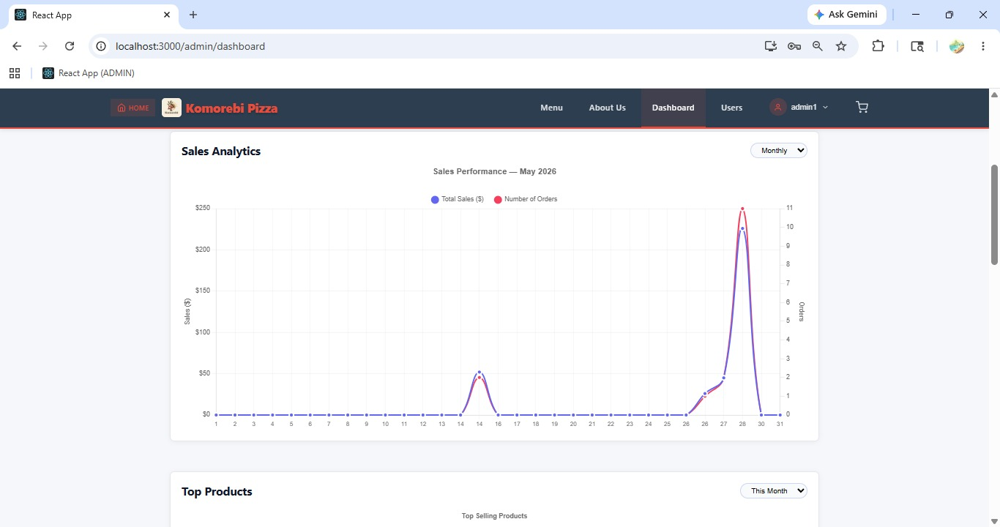 React App
Ask Gemini
localhost:3000/admin/dashboard
React App (ADMIN)
HOME
Komorebi Pizza
Menu
About Us
Dashboard
Users
admin1
Sales Analytics
Monthly
Sales Performance — May 2026
Total Sales ($)
Number of Orders
$250
$200
$150
$100
$50
$0
Sales ($)
11
10
9
8
7
6
5
4
3
2
1
0
Orders
1 2 3 4 5 6 7 8 9 10 11 12 13 14 14 16 17 18 19 20 21 22 23 24 25 26 26 27 28 30 31
Top Products
This Month
Top Selling Products